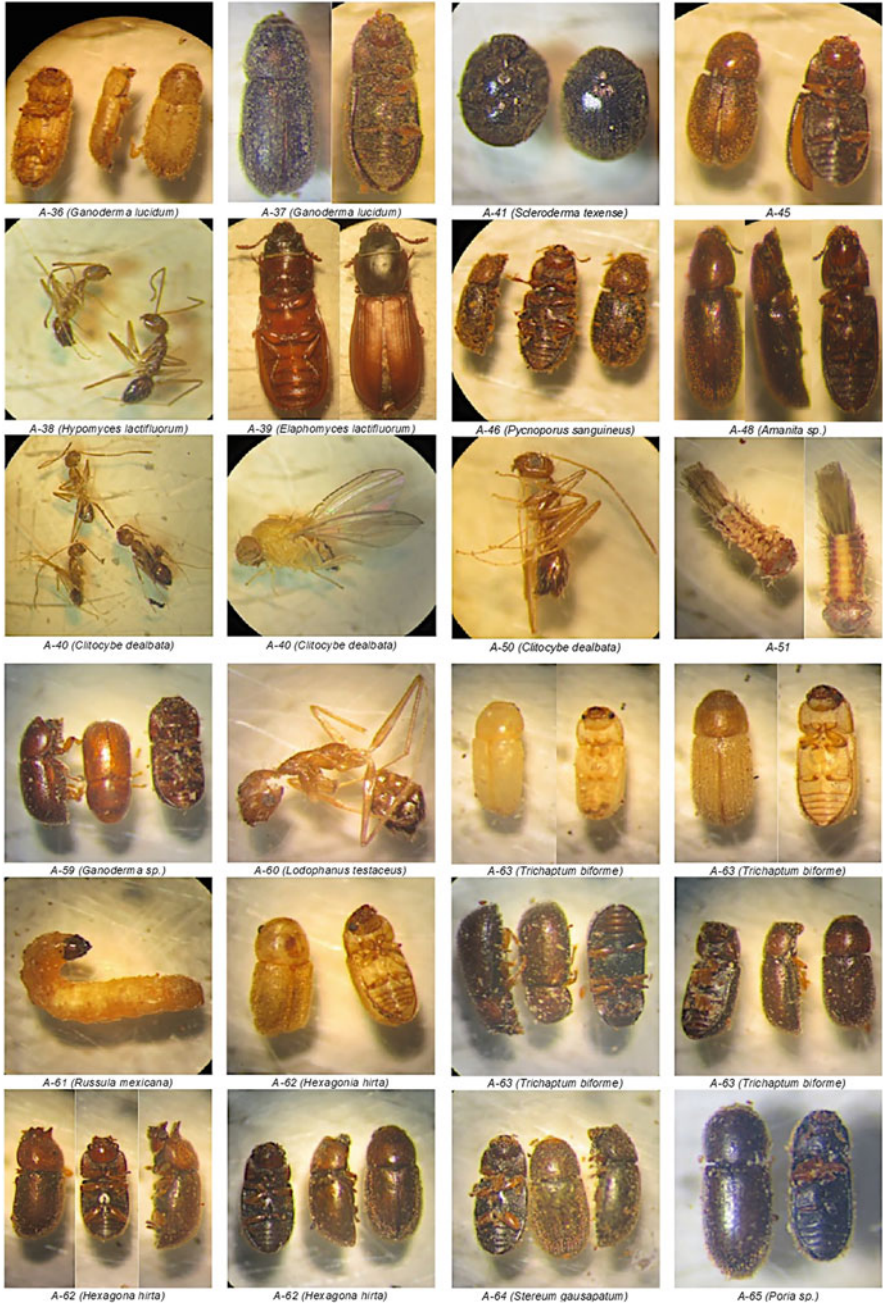 A-36 (Ganoderma lucidum)
A-37 (Ganoderma lucidum)
A-41 (Scleroderma texense)
A-45
A-38 (Hypomyces lactifluorum)
A-39 (Elaphomyces lactifluorum)
A-46 (Pycnoporus sanguineus)
A-48 (Amanita sp.)
A-40 (Clitocybe dealbata)
A-40 (Clitocybe dealbata)
A-50 (Clitocybe dealbata)
A-51
A-59 (Ganoderma sp.)
A-60 (Lodophanus testaceus)
A-63 (Trichaptum biforme)
A-63 (Trichaptum biforme)
A-61 (Russula mexicana)
A-62 (Hexagonia hirta)
A-63 (Trichaptum biforme)
A-63 (Trichaptum biforme)
A-62 (Hexagona hirta)
A-62 (Hexagona hirta)
A-64 (Stereum gausapatum)
A-65 (Poria sp.)